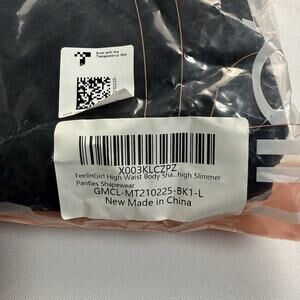 Scan with the
Transparency App
X003KLCZPZ
FeelinGirl High Waist Body Sha...high Slimmer
Panties Shapewear
GMCL-MT210225-BK1-L
New Made in China